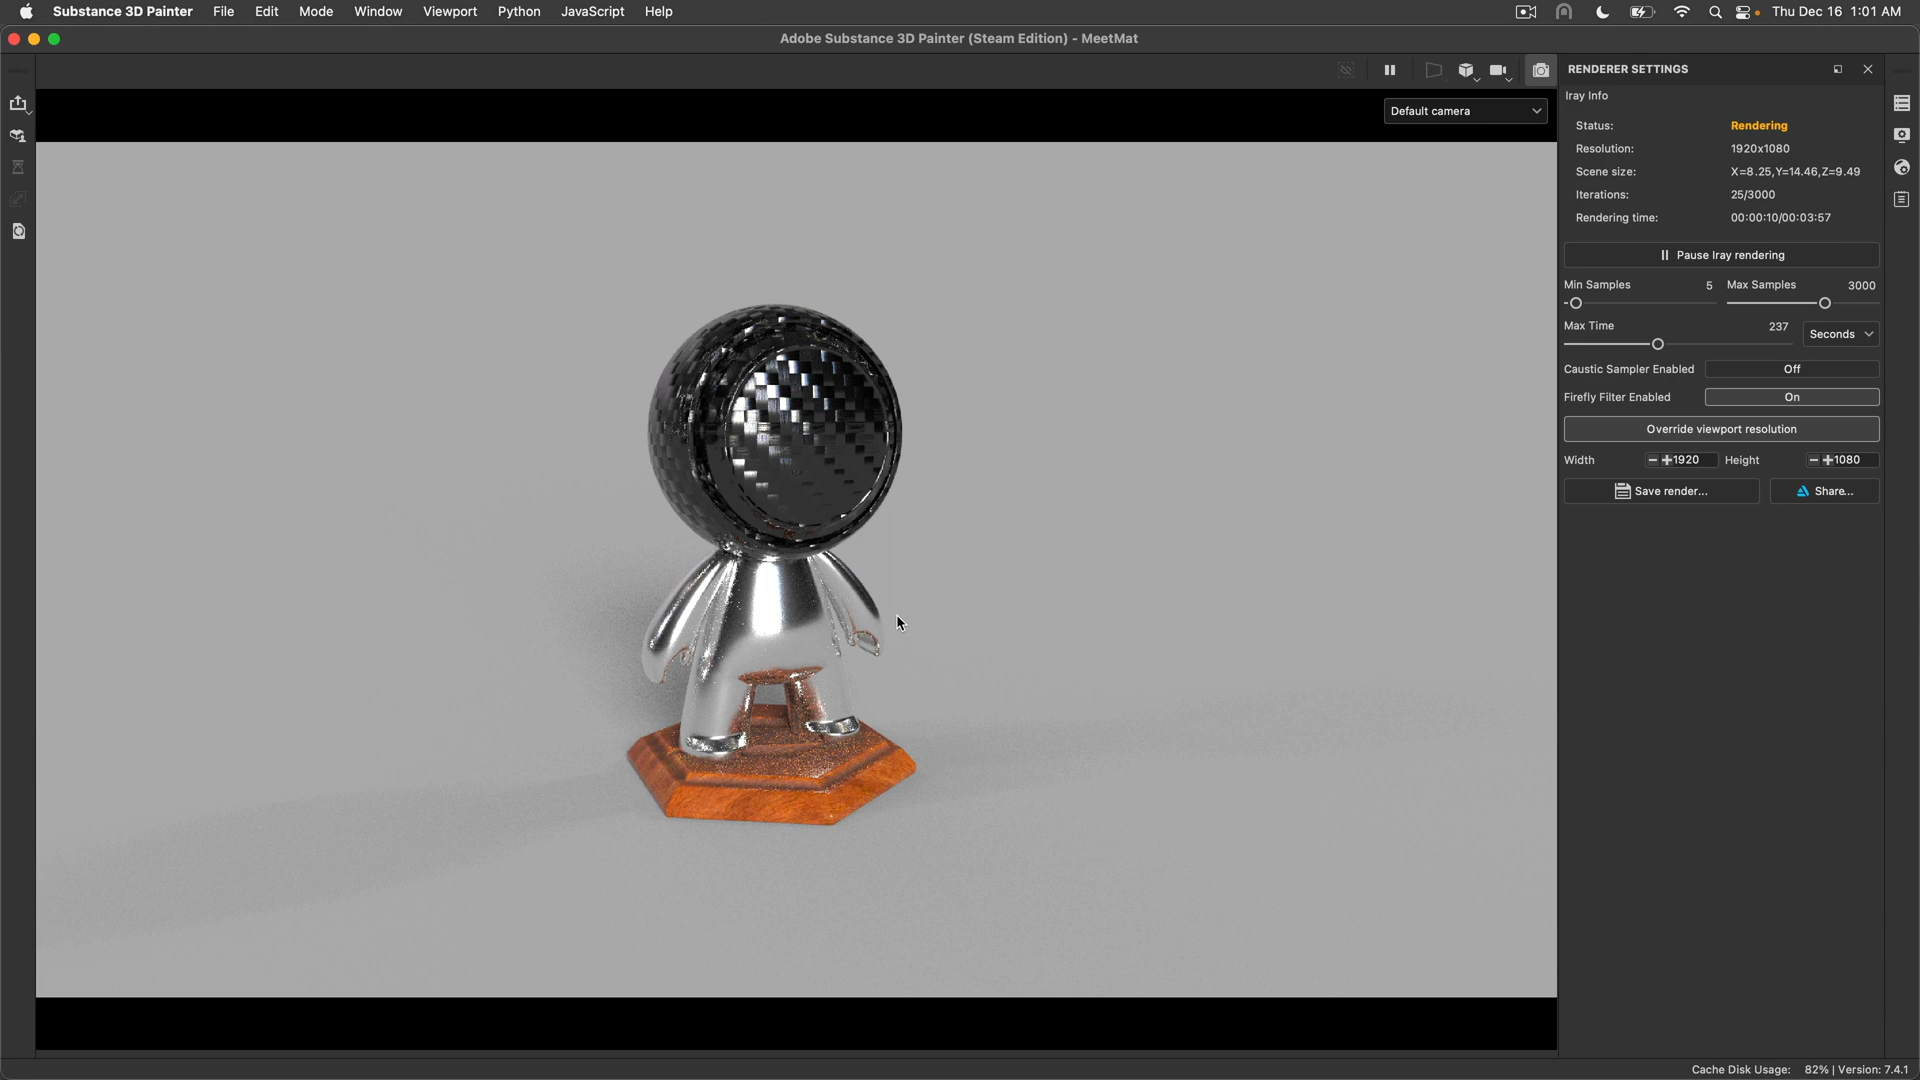 Substance 3D Painter File Edit Mode Window Viewport Python JavaScript Help Thu Dec 16 1:01 AM
Adobe Substance 3D Painter (Steam Edition) - MeetMat
RENDERER SETTINGS
Default camera
Iray Info
Status: Rendering
Resolution: 1920x1080
Scene size: X=8.25,Y=14.46,Z=9.49
Iterations: 25/3000
Rendering time: 00:00:10/00:03:57
Pause Iray rendering
Min Samples 5 Max Samples 3000
Max Time 237 Seconds
Caustic Sampler Enabled Off
Firefly Filter Enabled On
Override viewport resolution
Width 1920 Height 1080
Save render... Share...
Cache Disk Usage: 82% | Version: 7.4.1